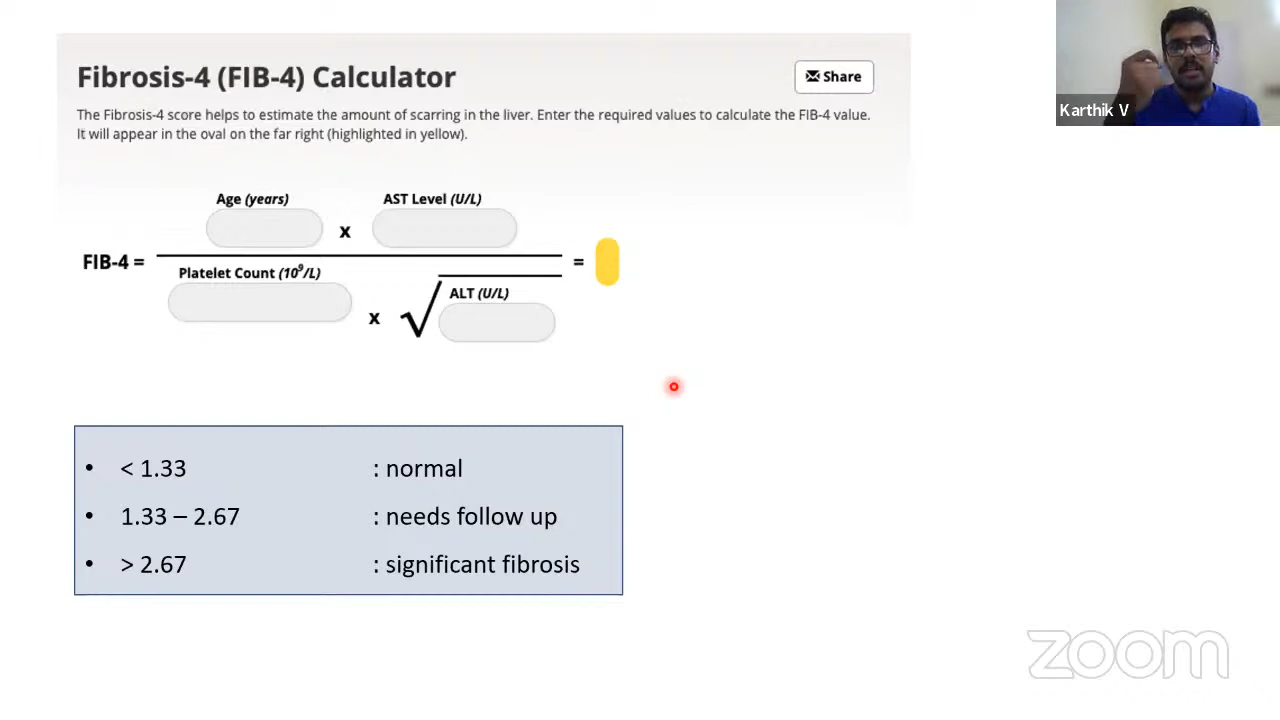 Fibrosis-4 (FIB-4) Calculator
Share
The Fibrosis-4 score helps to estimate the amount of scarring in the liver. Enter the required values to calculate the FIB-4 value.
It will appear in the oval on the far right (highlighted in yellow).
Karthik V
Age (years)
x
AST Level (U/L)
FIB-4 =
=
Platelet Count (10⁹/L)
x
√
ALT (U/L)
• < 1.33 : normal
• 1.33 – 2.67 : needs follow up
• > 2.67 : significant fibrosis
zoom